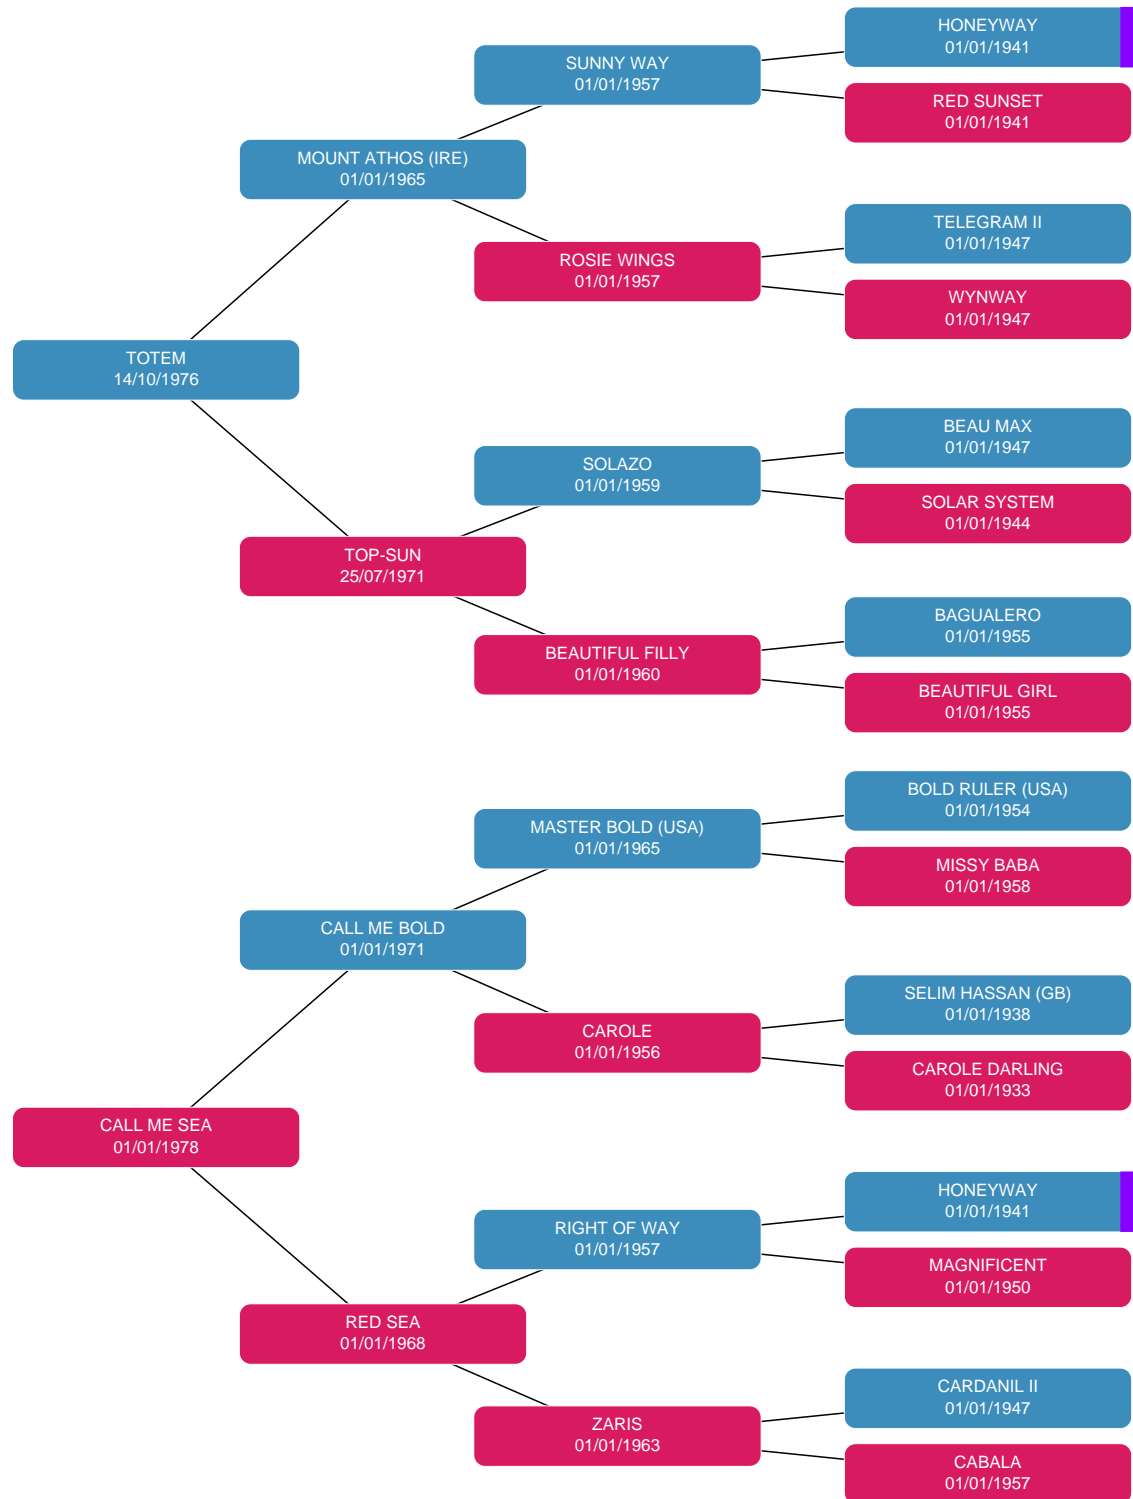 HONEYWAY
01/01/1941
SUNNY WAY
01/01/1957
RED SUNSET
01/01/1941
MOUNT ATHOS (IRE)
01/01/1965
TELEGRAM II
01/01/1947
ROSIE WINGS
01/01/1957
WYNWAY
01/01/1947
TOTEM
14/10/1976
BEAU MAX
01/01/1947
SOLAZO
01/01/1959
SOLAR SYSTEM
01/01/1944
TOP-SUN
25/07/1971
BAGUALERO
01/01/1955
BEAUTIFUL FILLY
01/01/1960
BEAUTIFUL GIRL
01/01/1955
BOLD RULER (USA)
01/01/1954
MASTER BOLD (USA)
01/01/1965
MISSY BABA
01/01/1958
CALL ME BOLD
01/01/1971
SELIM HASSAN (GB)
01/01/1938
CAROLE
01/01/1956
CAROLE DARLING
01/01/1933
CALL ME SEA
01/01/1978
HONEYWAY
01/01/1941
RIGHT OF WAY
01/01/1957
MAGNIFICENT
01/01/1950
RED SEA
01/01/1968
CARDANIL II
01/01/1947
ZARIS
01/01/1963
CABALA
01/01/1957